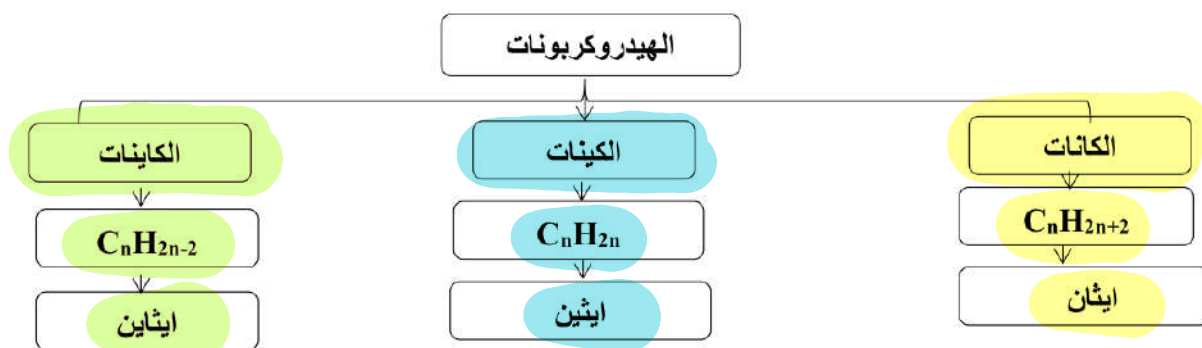 الهيدروكربونات
الكانات
الكينات
الكاينات
CₙH₂ₙ₊₂
CₙH₂ₙ
CₙH₂ₙ₋₂
ايثان
ايثين
ايثاين